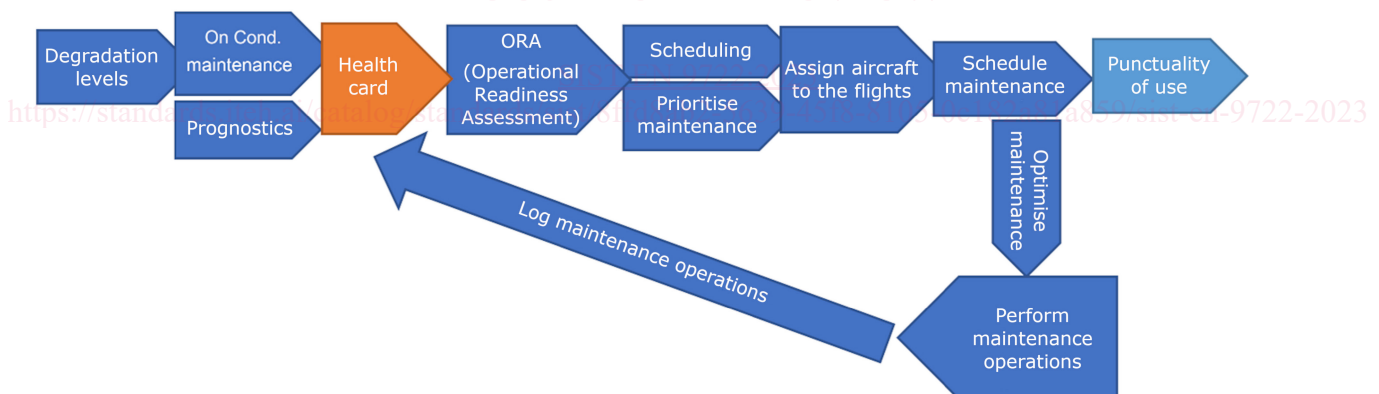 Degradation
levels
On Cond.
maintenance
Prognostics
Health
card
ORA
(Operational
Readiness
Assessment)
Scheduling
Prioritise
maintenance
Assign aircraft
to the flights
Schedule
maintenance
Punctuality
of use
Optimise
maintenance
Perform
maintenance
operations
Log maintenance operations